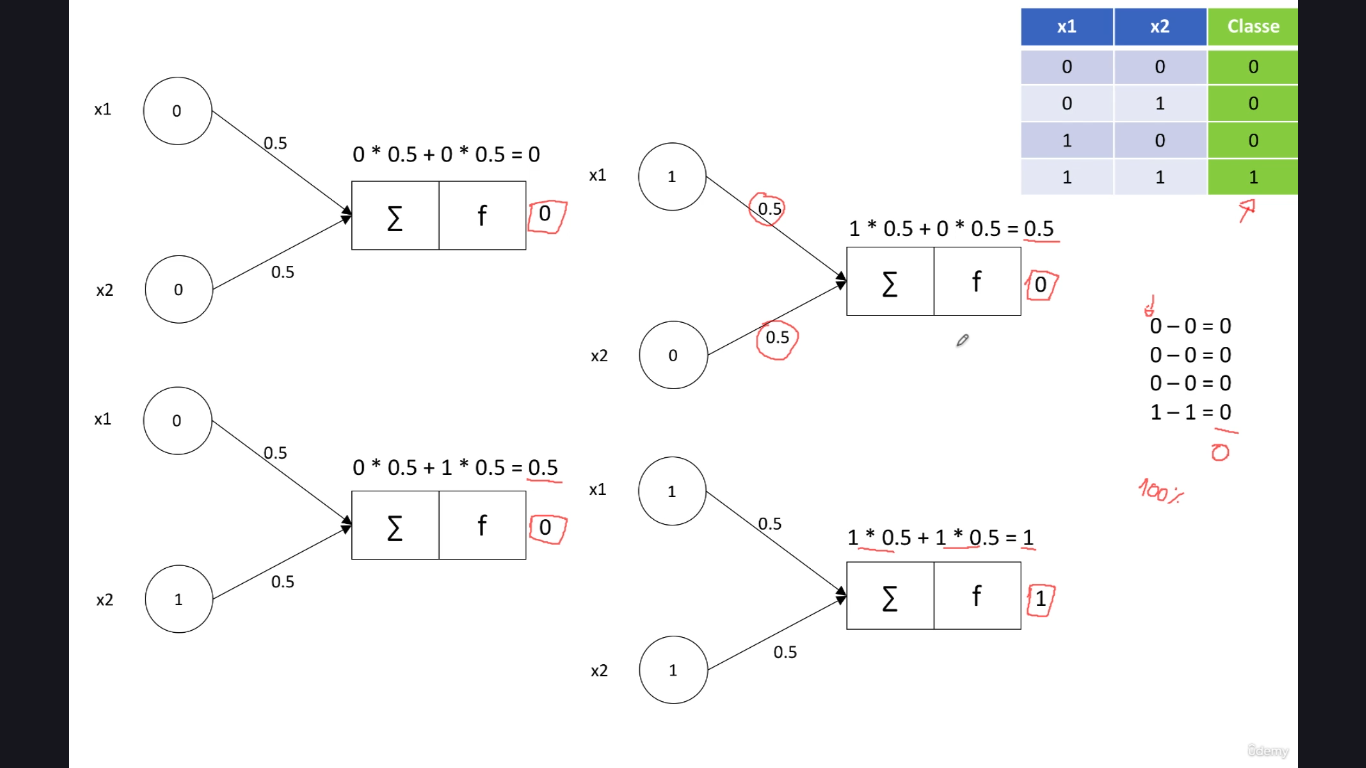 x1 x2 Classe
0 0 0
0 1 0
1 0 0
1 1 1
x1
0
0.5
0 * 0.5 + 0 * 0.5 = 0
∑ f 0
0.5
x2
0
x1
1
0.5
1 * 0.5 + 0 * 0.5 = 0.5
∑ f 0
0.5
x2
0
0 – 0 = 0
0 – 0 = 0
0 – 0 = 0
1 – 1 = 0
0
100%
x1
0
0.5
0 * 0.5 + 1 * 0.5 = 0.5
∑ f 0
0.5
x2
1
x1
1
0.5
1 * 0.5 + 1 * 0.5 = 1
∑ f 1
0.5
x2
1
ûdemy